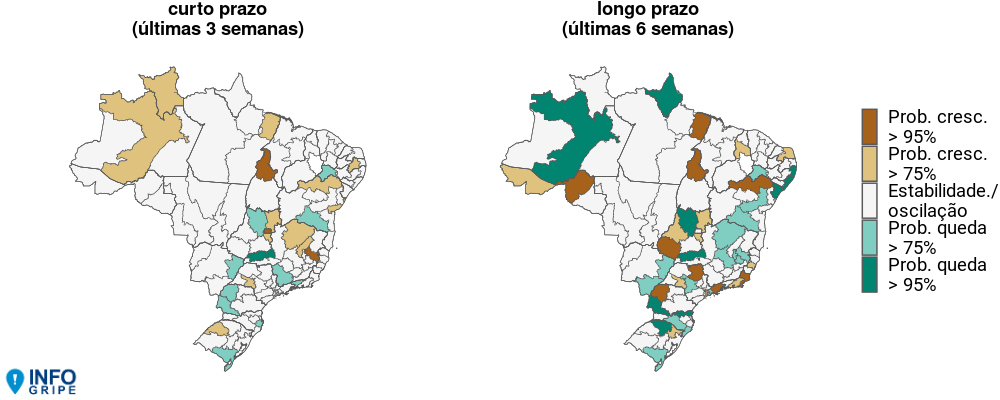 curto prazo
(últimas 3 semanas)
longo prazo
(últimas 6 semanas)
Prob. cresc.
> 95%
Prob. cresc.
> 75%
Estabilidade./
oscilação
Prob. queda
> 75%
Prob. queda
> 95%
INFO
GRIPE